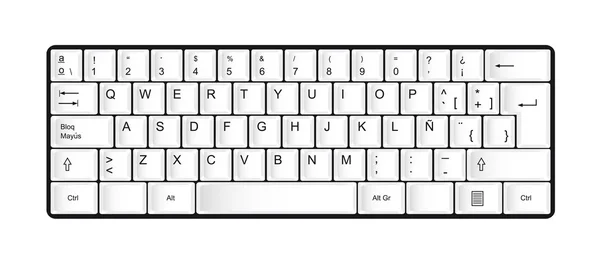 a ! " · $ % & / ( ) = ? ¿
o \ 1 2 3 4 5 6 7 8 9 0 ' ¡
Q W E R T Y U I O P ^ ` [ * + ]
Bloq
Mayús
A S D F G H J K L Ñ ¨ { }
> < Z X C V B N M ; , : . — -
Ctrl Alt Alt Gr Ctrl